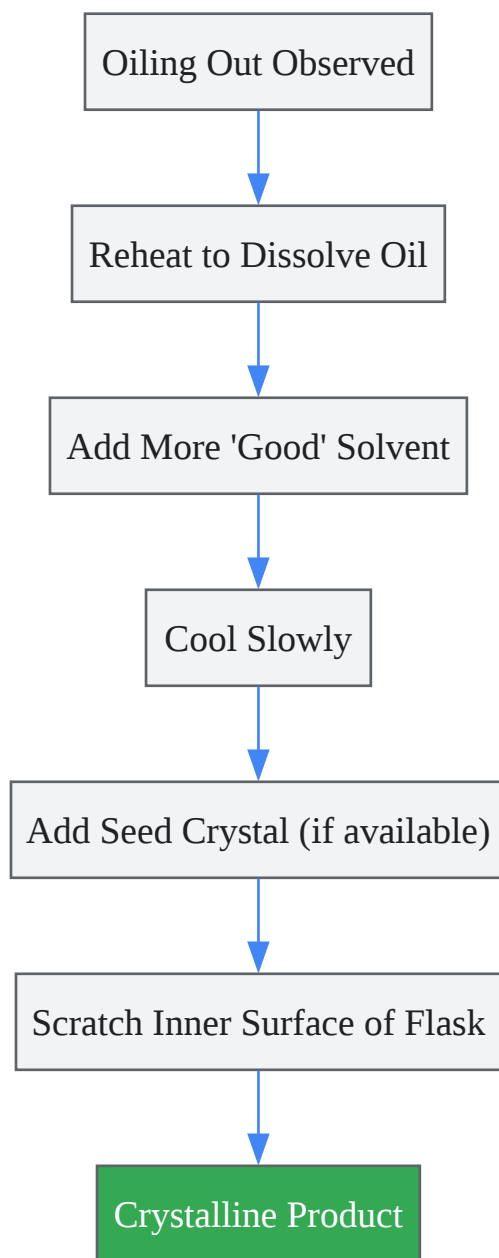 Oiling Out Observed
Reheat to Dissolve Oil
Add More 'Good' Solvent
Cool Slowly
Add Seed Crystal (if available)
Scratch Inner Surface of Flask
Crystalline Product